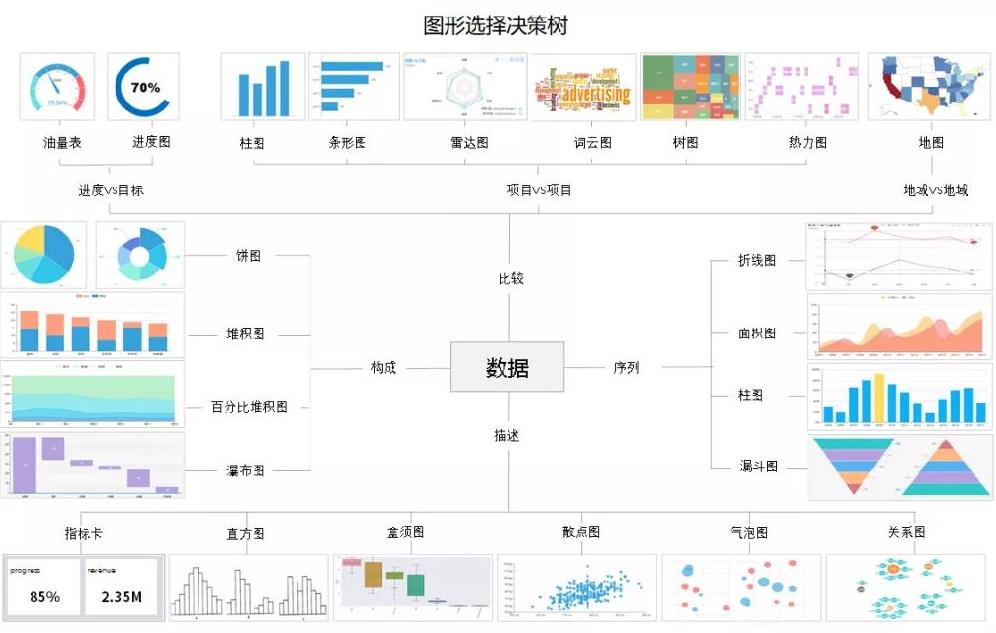 图形选择决策树
70%
advertising
油量表
进度图
柱图
条形图
雷达图
词云图
树图
热力图
地图
进度VS目标
项目VS项目
地域VS地域
饼图
堆积图
百分比堆积图
瀑布图
构成
比较
数据
描述
序列
折线图
面积图
柱图
漏斗图
指标卡
直方图
盒须图
散点图
气泡图
关系图
progress
revenue
85%
2.35M